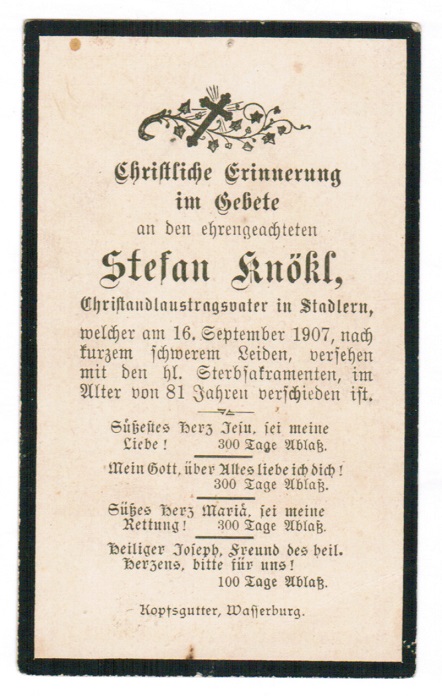 Christliche Erinnerung
im Gebete
an den ehrengeachteten
Stefan Knökl,
Christandlaustragsvater in Stadlern,
welcher am 16. September 1907, nach
kurzem schwerem Leiden, versehen
mit den hl. Sterbsakramenten, im
Alter von 81 Jahren verschieden ist.
Süßestes Herz Jesu, sei meine
Liebe! 300 Tage Ablaß.
Mein Gott, über Alles liebe ich dich!
300 Tage Ablaß.
Süßes Herz Mariä, sei meine
Rettung! 300 Tage Ablaß.
Heiliger Joseph, Freund des heil.
Herzens, bitte für uns!
100 Tage Ablaß.
Kopfsgutter, Wasserburg.